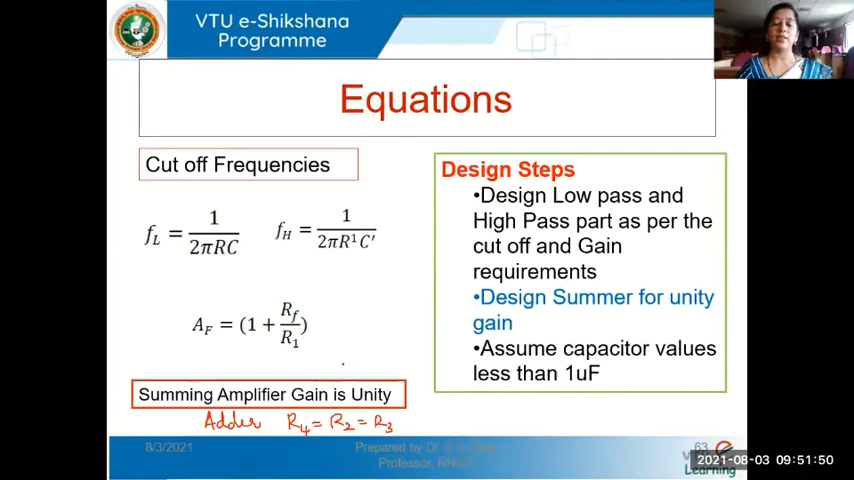 VTU e-Shikshana
Programme
Equations
Cut off Frequencies
f_L = 1/2πRC
f_H = 1/2πR¹C'
A_F = (1 + R_f/R_1)
Summing Amplifier Gain is Unity
Adder R_4 = R_2 = R_3
Design Steps
•Design Low pass and
High Pass part as per the
cut off and Gain
requirements
•Design Summer for unity
gain
•Assume capacitor values
less than 1uF
8/3/2021
Prepared by Dr.
Professor,
63
Learning
2021-08-03 09:51:50